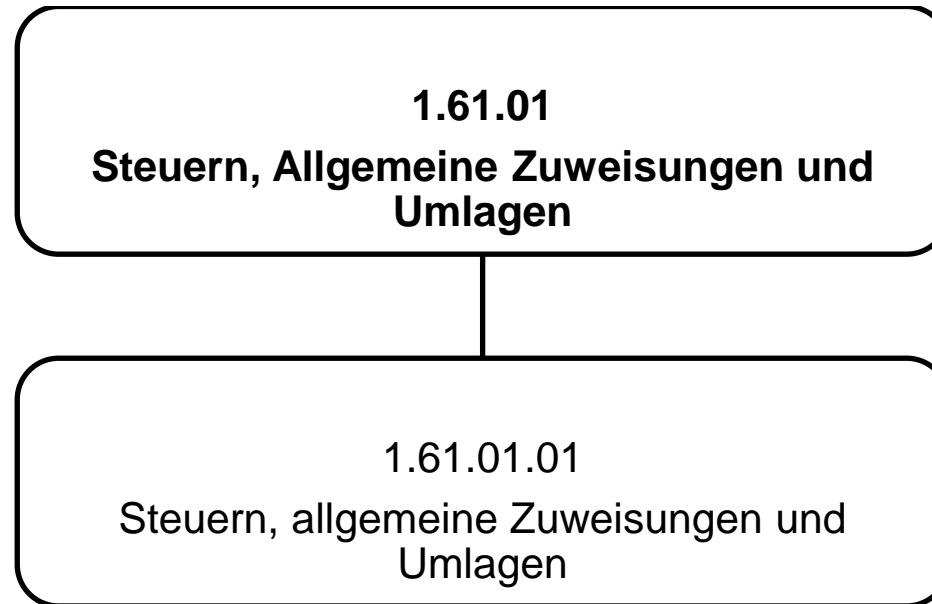 1.61.01
Steuern, Allgemeine Zuweisungen und
Umlagen
1.61.01.01
Steuern, allgemeine Zuweisungen und
Umlagen